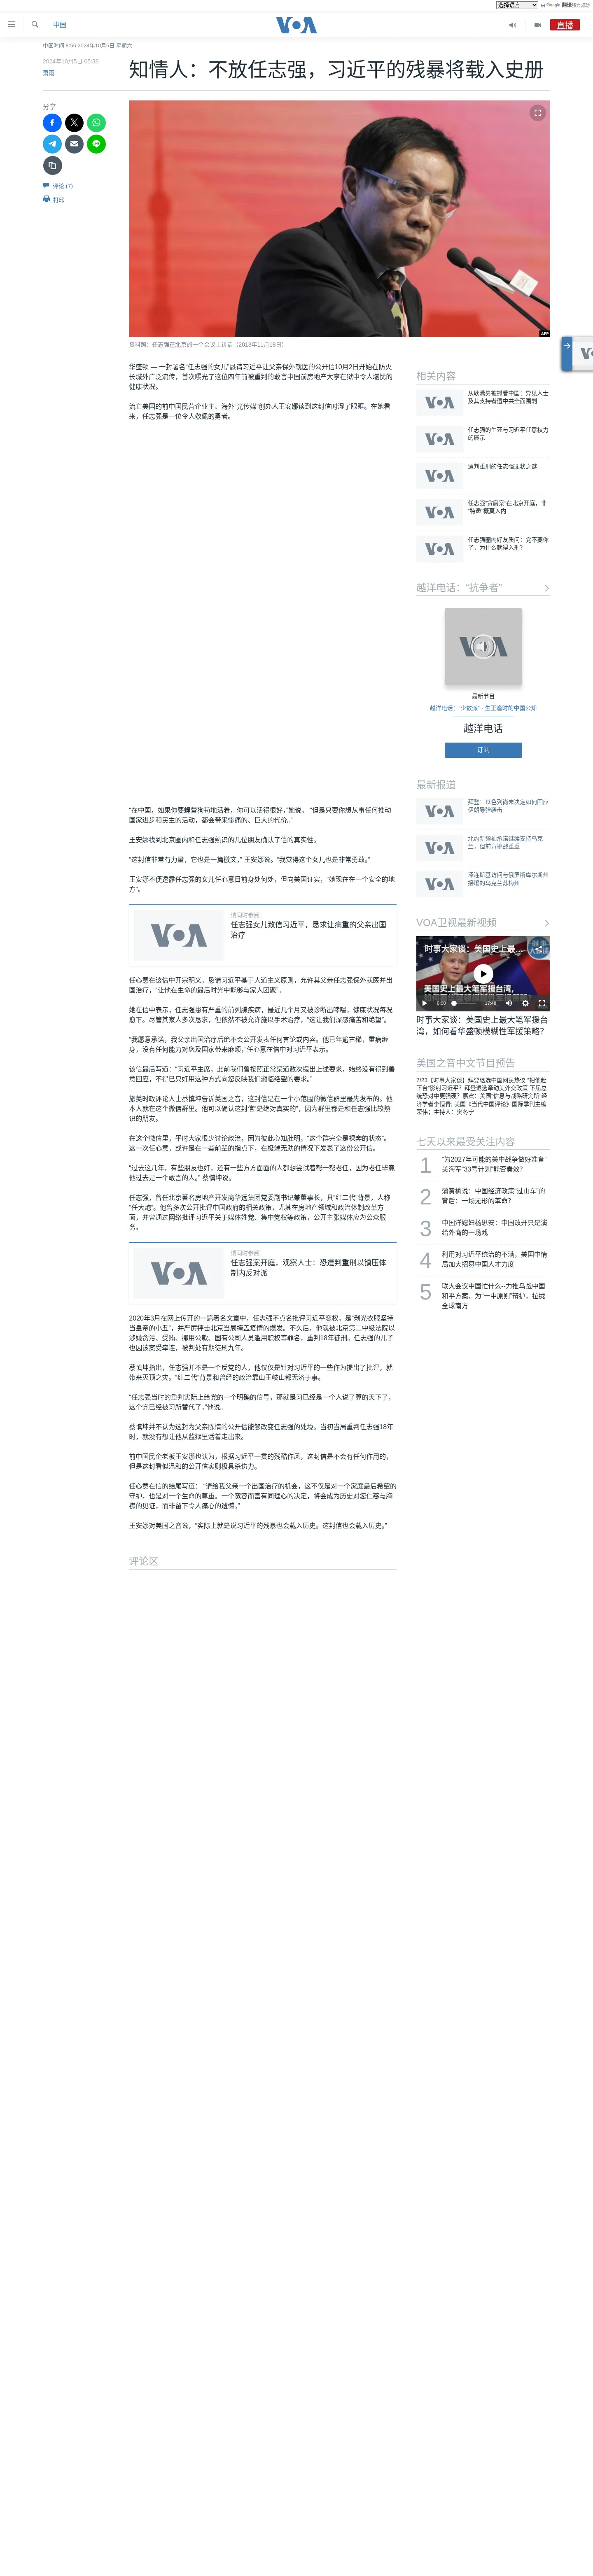 选择语言 由 Google 翻译强力驱动
中国
VOA
直播
中国时间 8:56 2024年10月5日 星期六
2024年10月5日 05:38
萧雨
知情人：不放任志强，习近平的残暴将载入史册
分享
评论 (7)
打印
AFP
资料照：任志强在北京的一个会议上讲话（2013年11月18日）
华盛顿 — 一封署名“任志强的女儿”恳请习近平让父亲保外就医的公开信10月2日开始在防火
长城外广泛流传，首次曝光了这位四年前被重判的敢言中国前房地产大亨在狱中令人堪忧的
健康状况。
流亡美国的前中国民营企业主、海外“光传媒”创办人王安娜读到这封信时湿了眼眶。在她看
来，任志强是一位令人敬佩的勇者。
“在中国，如果你要蝇营狗苟地活着，你可以活得很好，”她说。 “但是只要你想从事任何推动
国家进步和民主的活动，都会带来惨痛的、巨大的代价。”
王安娜找到北京圈内和任志强熟识的几位朋友确认了信的真实性。
“这封信非常有力量，它也是一篇檄文，” 王安娜说。“我觉得这个女儿也是非常勇敢。”
王安娜不便透露任志强的女儿任心意目前身处何处，但向美国证实，“她现在在一个安全的地
方”。
请同时参阅：
任志强女儿致信习近平，恳求让病重的父亲出国
治疗
VOA
任心意在该信中开宗明义，恳请习近平基于人道主义原则，允许其父亲任志强保外就医并出
国治疗，“让他在生命的最后时光中能够与家人团聚”。
她在信中表示，任志强患有严重的前列腺疾病，最近几个月又被诊断出哮喘，健康状况每况
愈下。尽管其家人多次恳求，但依然不被允许施以手术或者治疗，“这让我们深感痛苦和绝望”。
“我愿意承诺，我父亲出国治疗后绝不会公开发表任何言论或内容。他已年逾古稀，重病缠
身，没有任何能力对您及国家带来麻烦，”任心意在信中对习近平表示。
该信最后写道：“习近平主席，此前我们曾按照正常渠道数次提出上述要求，始终没有得到善
意回应，不得已只好用这种方式向您反映我们濒临绝望的要求。”
旅美时政评论人士蔡慎坤告诉美国之音，这封信是在一个小范围的微信群里最先发布的。他
本人就在这个微信群里。他可以确认这封信“是绝对真实的”，因为群里都是和任志强比较熟
识的朋友。
在这个微信里，平时大家很少讨论政治，因为彼此心知肚明，“这个群完全是裸奔的状态”。
这一次任心意，或许是在一些前辈的指点下，在极端无助的情况下发表了这份公开信。
“过去这几年，有些朋友也好，还有一些方方面面的人都想尝试着帮一帮老任，因为老任毕竟
他过去是一个敢言的人。” 蔡慎坤说。
任志强，曾任北京著名房地产开发商华远集团党委副书记兼董事长，具“红二代”背景，人称
“任大炮”。他曾多次公开批评中国政府的相关政策，尤其在房地产领域和政治体制改革方
面，并曾通过网络批评习近平关于媒体姓党、集中党权等政策，公开主张媒体应为公众服
务。
请同时参阅：
任志强案开庭，观察人士：恐遭判重刑以镇压体
制内反对派
VOA
2020年3月在网上传开的一篇署名文章中，任志强不点名批评习近平恋权，是“剥光衣服坚持
当皇帝的小丑”，并严厉抨击北京当局掩盖疫情的爆发。不久后，他就被北京第二中级法院以
涉嫌贪污、受贿、挪用公款、国有公司人员滥用职权等罪名，重判18年徒刑。任志强的儿子
也因该案受牵连，被判处有期徒刑九年。
蔡慎坤指出，任志强并不是一个反党的人，他仅仅是针对习近平的一些作为提出了批评，就
带来灭顶之灾。“红二代”背景和曾经的政治靠山王岐山都无济于事。
“任志强当时的重判实际上给党的一个明确的信号，那就是习已经是一个人说了算的天下了，
这个党已经被习所替代了，”他说。
蔡慎坤并不认为这封为父亲陈情的公开信能够改变任志强的处境。当初当局重判任志强18年
时，就没有想让他从监狱里活着走出来。
前中国民企老板王安娜也认为，根据习近平一贯的残酷作风，这封信是不会有任何作用的，
但是这封看似温和的公开信实则极具杀伤力。
任心意在信的结尾写道： “请给我父亲一个出国治疗的机会，这不仅是对一个家庭最后希望的
守护，也是对一个生命的尊重。一个宽容而富有同理心的决定，将会成为历史对您仁慈与胸
襟的见证，而非留下令人痛心的遗憾。”
王安娜对美国之音说，“实际上就是说习近平的残暴也会载入历史。这封信也会载入历史。”
评论区
相关内容
从耿潇男被抓看中国：异见人士
及其支持者遭中共全面围剿
任志强的生死与习近平任意权力
的展示
遭判重刑的任志强罪状之谜
任志强“贪腐案”在北京开庭，非
“特邀”概莫入内
任志强圈内好友质问：党不要你
了，为什么就得入刑？
越洋电话：“抗争者”
VOA
最新节目
越洋电话：“少数派” - 生正逢时的中国公知
越洋电话
订阅
最新报道
拜登：以色列尚未决定如何回应
伊朗导弹袭击
北约新领袖承诺继续支持乌克
兰，但前方挑战重重
泽连斯基访问与俄罗斯库尔斯州
接壤的乌克兰苏梅州
VOA卫视最新视频
时事大家谈：美国史上最…
美国史上最大笔军援台湾，
0:00
17:46
时事大家谈：美国史上最大笔军援台
湾，如何看华盛顿模糊性军援策略？
美国之音中文节目预告
7/23【时事大家谈】拜登退选中国网民热议 “把他赶
下台”影射习近平？拜登退选牵动美外交政策 下届总
统恐对中更强硬？嘉宾：美国“信息与战略研究所”经
济学者李恒青; 美国《当代中国评论》国际季刊主编
荣伟；主持人：樊冬宁
七天以来最受关注内容
1 “为2027年可能的美中战争做好准备”
美海军“33号计划”能否奏效？
2 蒲黄榆说：中国经济政策“过山车”的
背后：一场无形的革命？
3 中国洋媳妇杨思安：中国改开只是演
给外商的一场戏
4 利用对习近平统治的不满，美国中情
局加大招募中国人才力度
5 联大会议中国忙什么--力推乌战中国
和平方案，为“一中原则”辩护，拉拢
全球南方